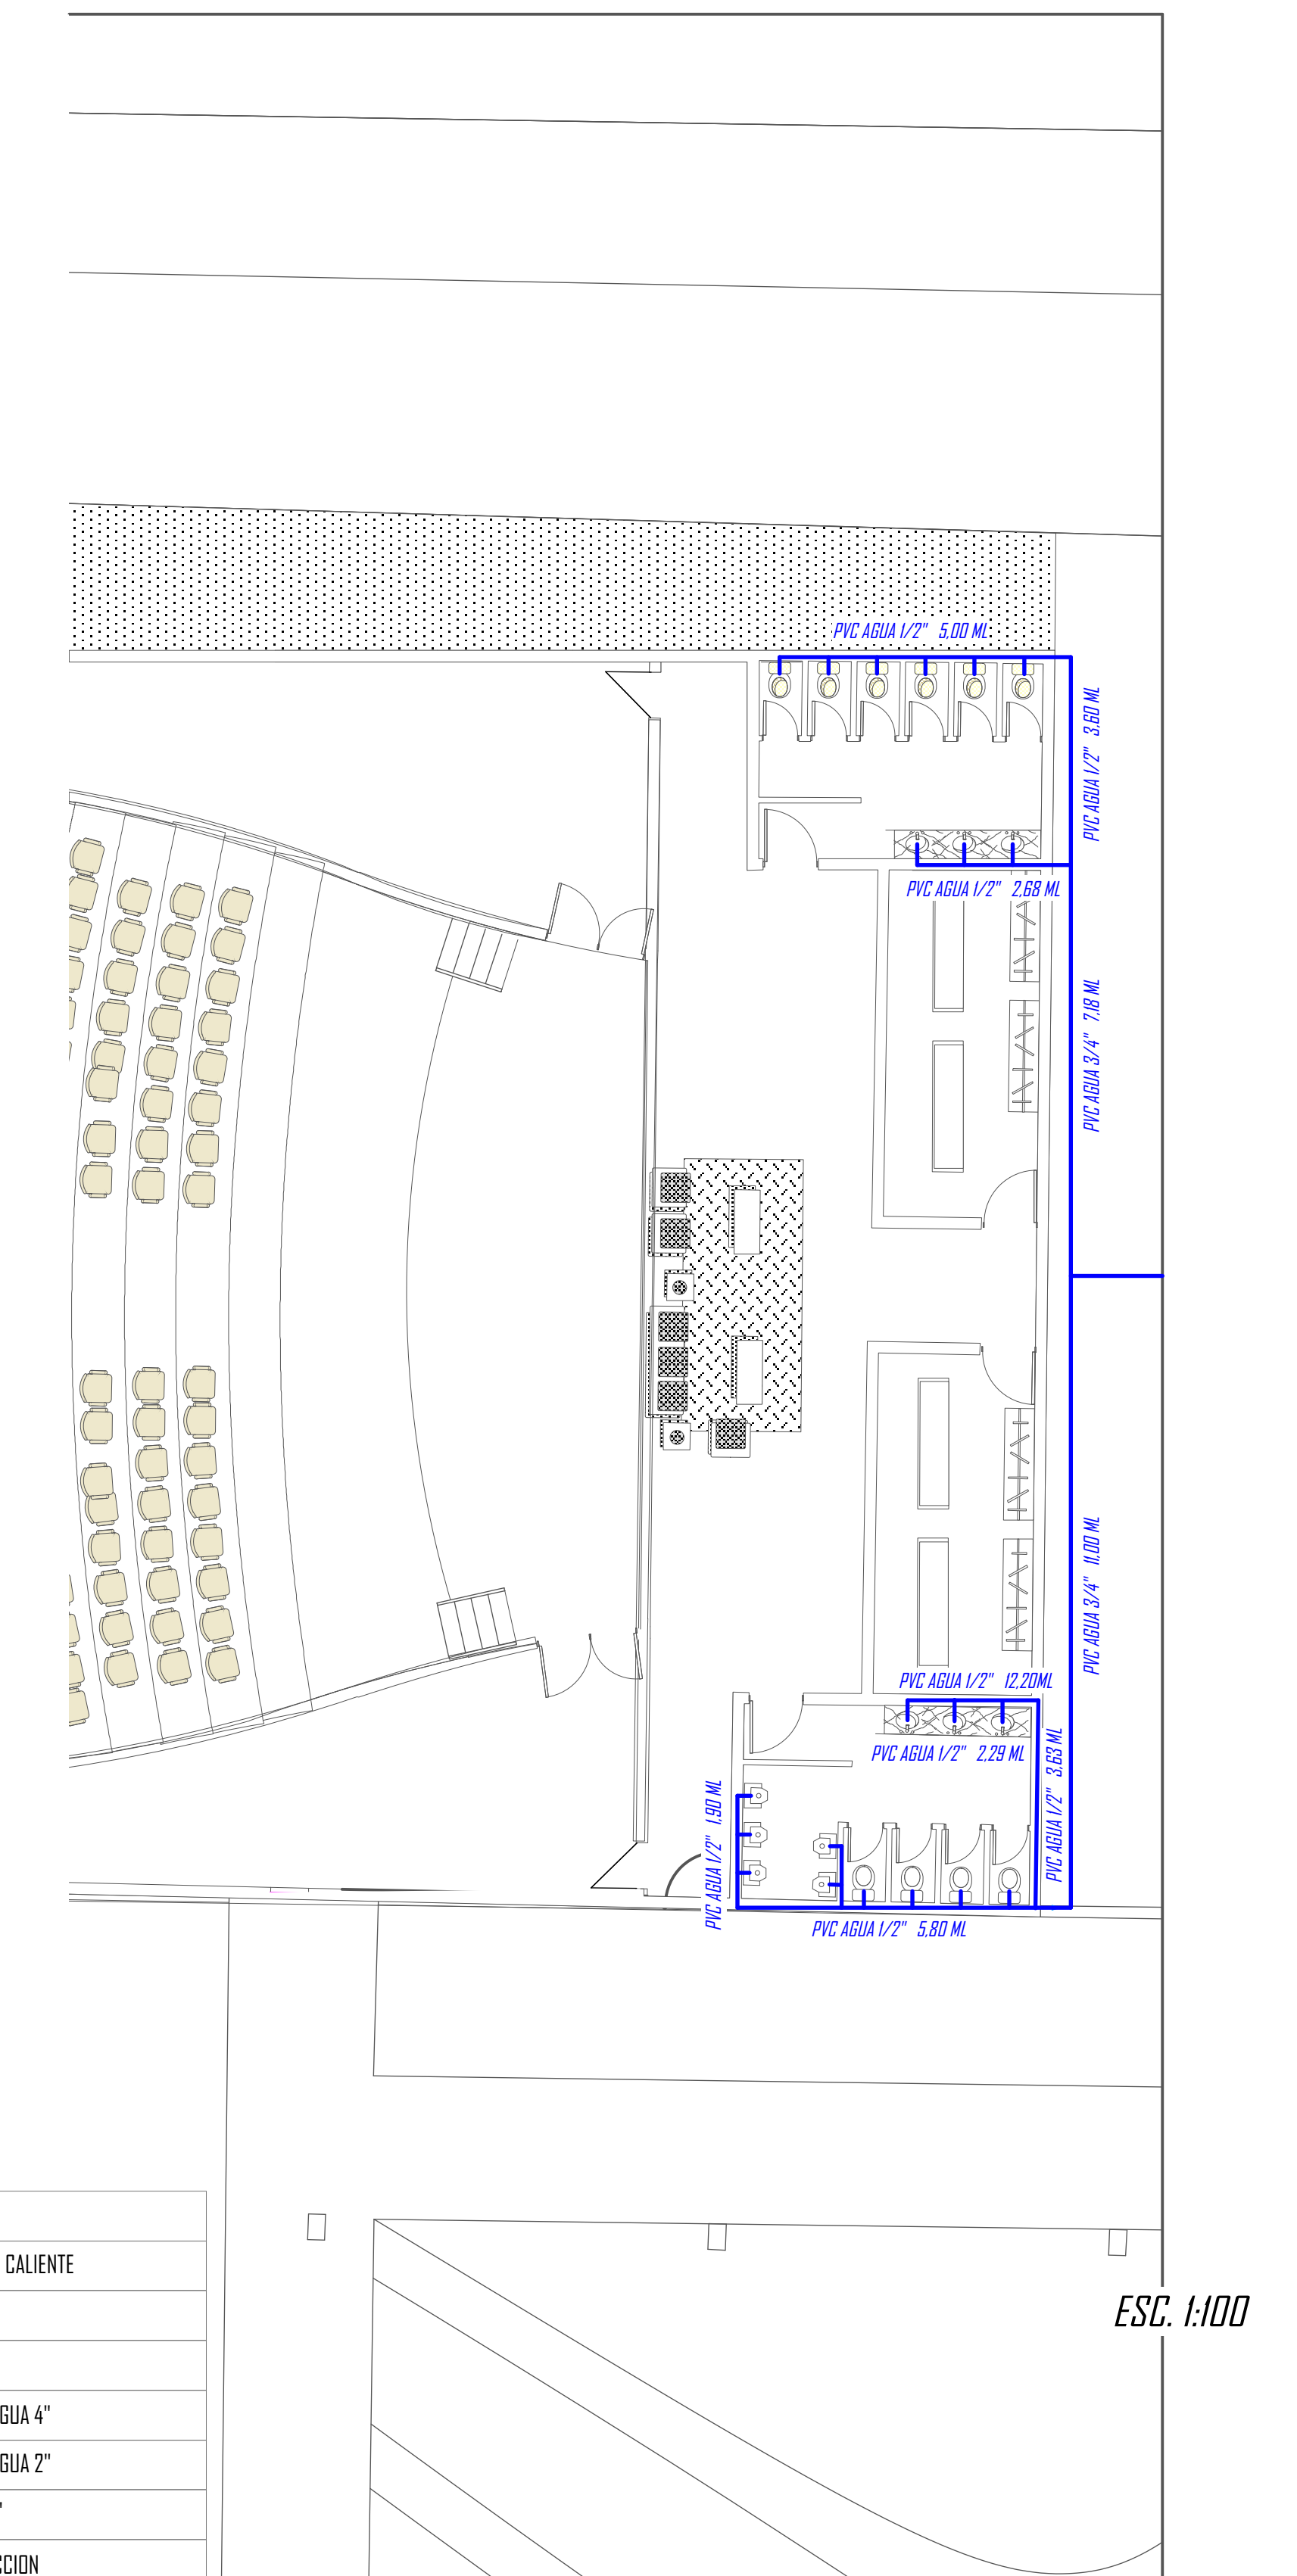 PVC AGUA 1/2" 5,00 ML
PVC AGUA 1/2" 3,60 ML
PVC AGUA 1/2" 2,68 ML
PVC AGUA 3/4" 7,18 ML
PVC AGUA 3/4" 11,00 ML
PVC AGUA 1/2" 12,20ML
PVC AGUA 1/2" 2,29 ML
PVC AGUA 1/2" 3,63 ML
PVC AGUA 1/2" 1,90 ML
PVC AGUA 1/2" 5,80 ML
CALIENTE
ESC. 1:100
GUA 4"
GUA 2"
"
CCION